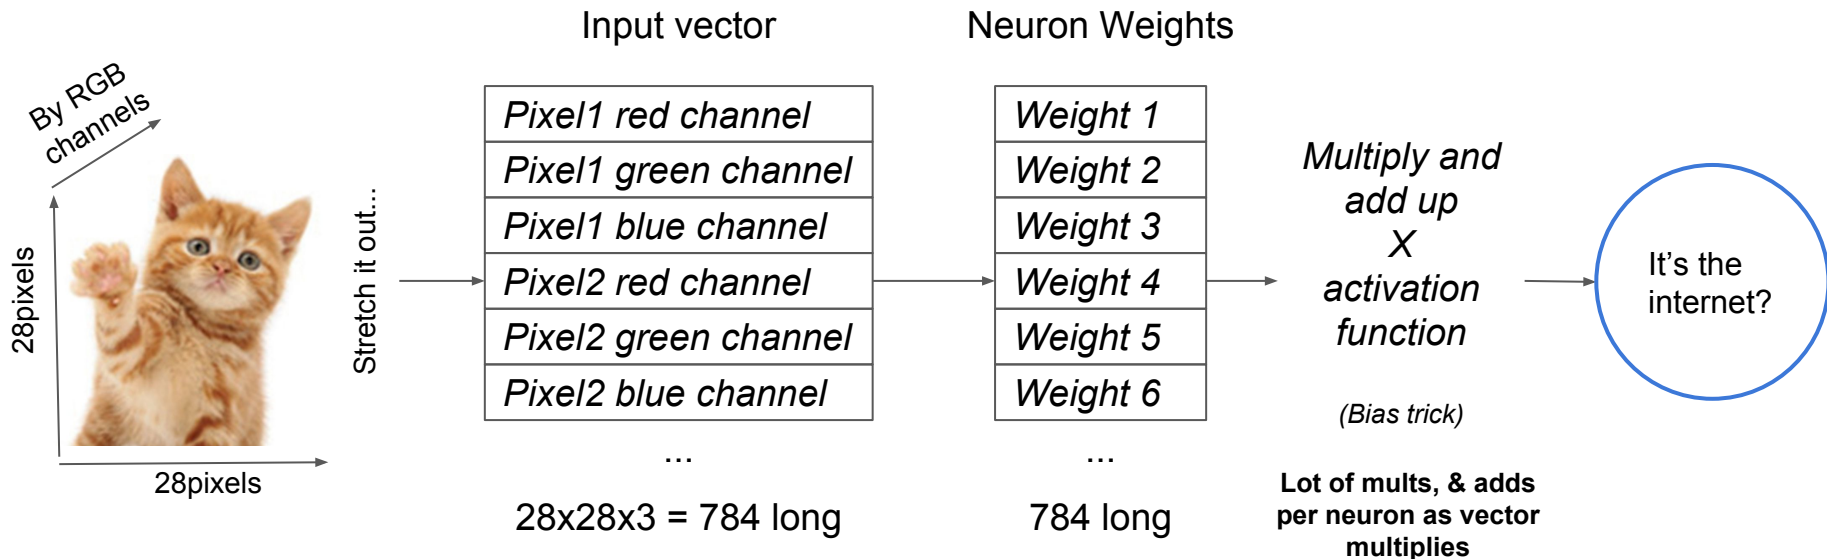 Input vector
Neuron Weights
By RGB
channels
28pixels
28pixels
Stretch it out...
Pixel1 red channel
Pixel1 green channel
Pixel1 blue channel
Pixel2 red channel
Pixel2 green channel
Pixel2 blue channel
...
28x28x3 = 784 long
Weight 1
Weight 2
Weight 3
Weight 4
Weight 5
Weight 6
...
784 long
Multiply and
add up
X
activation
function
(Bias trick)
Lot of mults, & adds
per neuron as vector
multiplies
It's the
internet?